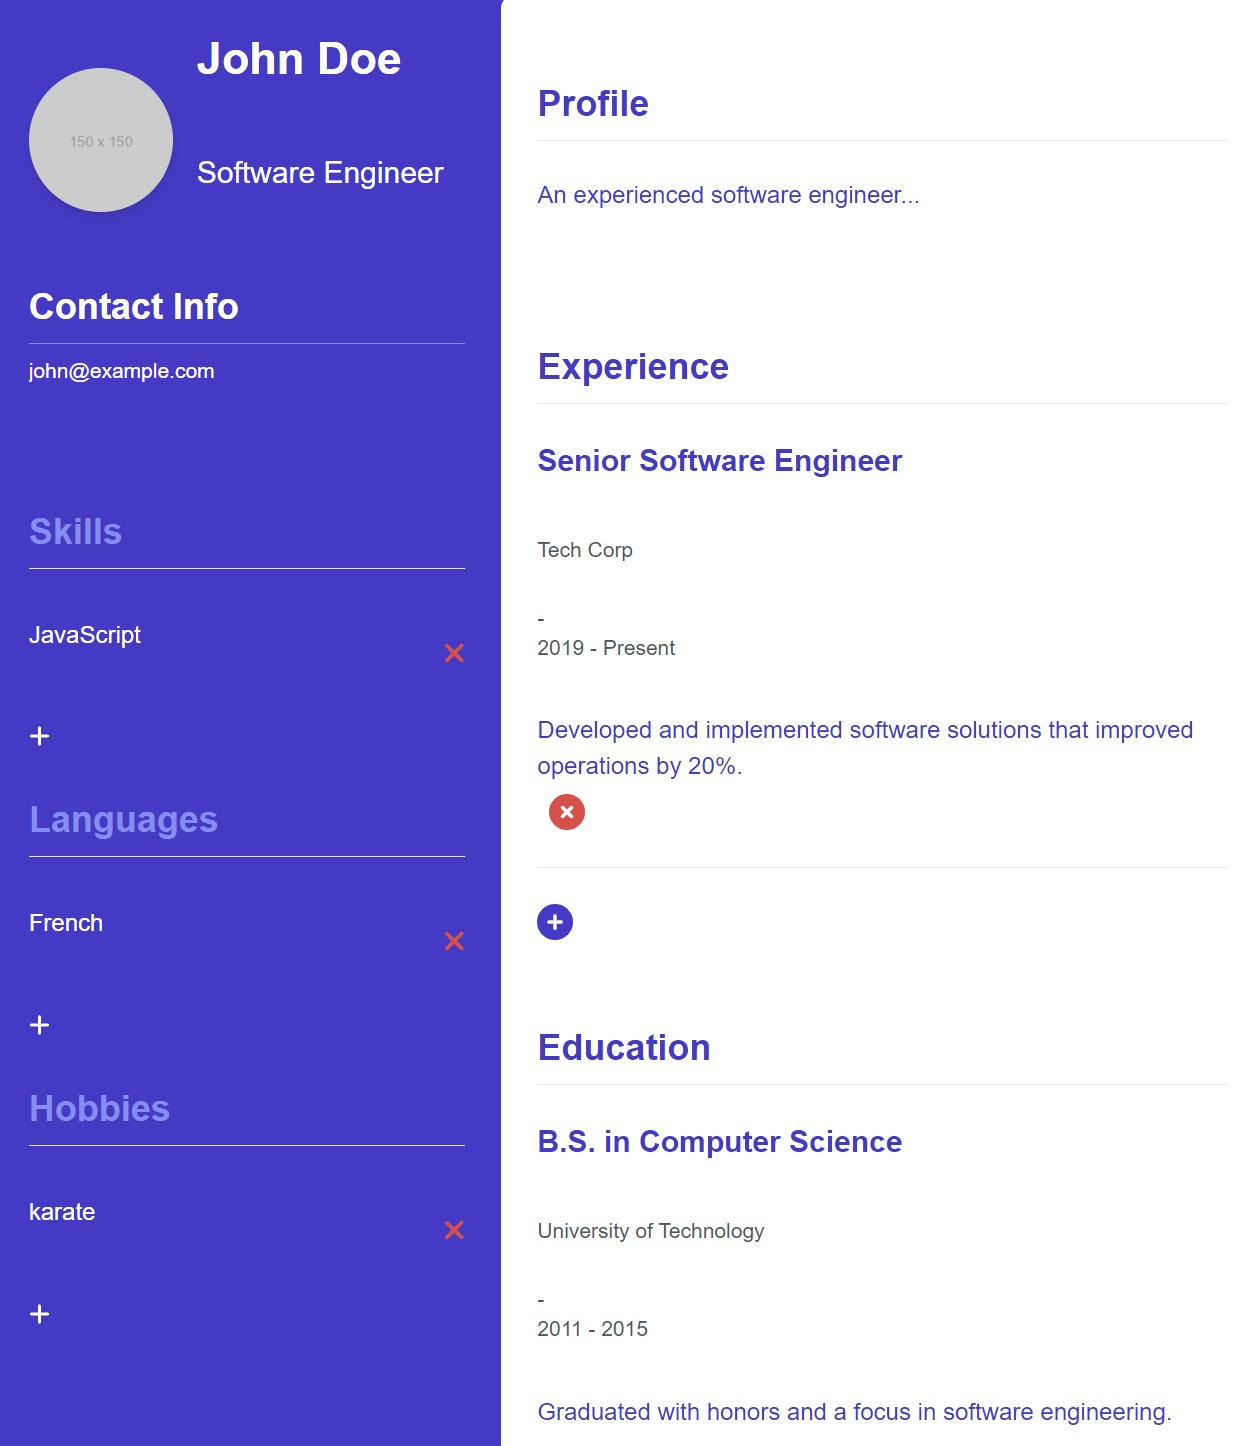 John Doe
150 x 150
Software Engineer
Contact Info
john@example.com
Skills
JavaScript
Languages
French
Hobbies
karate
Profile
An experienced software engineer...
Experience
Senior Software Engineer
Tech Corp
-
2019 - Present
Developed and implemented software solutions that improved
operations by 20%.
Education
B.S. in Computer Science
University of Technology
-
2011 - 2015
Graduated with honors and a focus in software engineering.